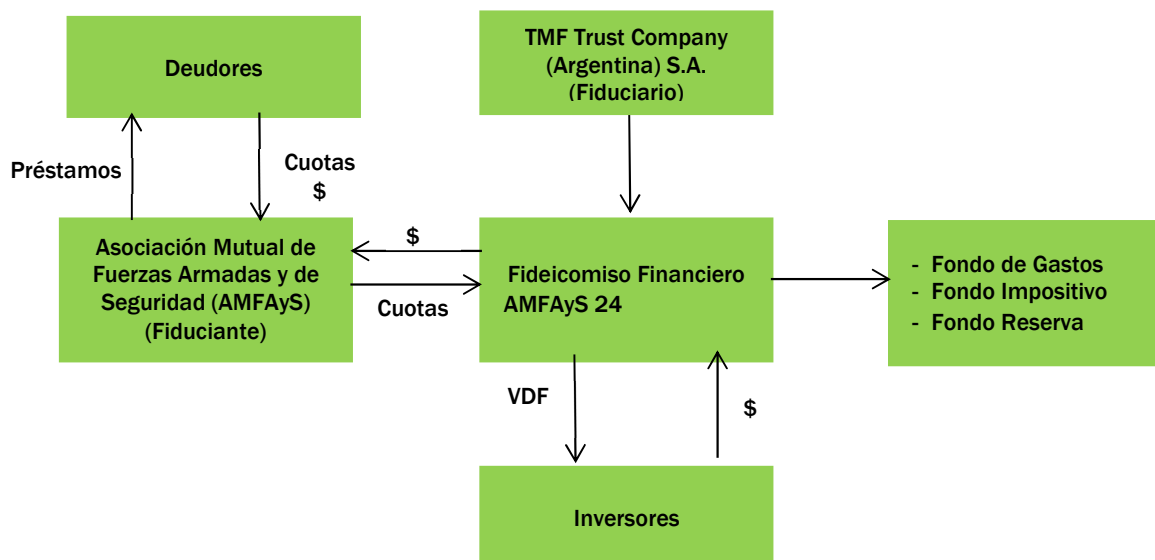 Deudores
TMF Trust Company
(Argentina) S.A.
(Fiduciario)
Préstamos
Cuotas
$
Asociación Mutual de
Fuerzas Armadas y de
Seguridad (AMFAyS)
(Fiduciante)
$
Cuotas
Fideicomiso Financiero
AMFAyS 24
- Fondo de Gastos
- Fondo Impositivo
- Fondo Reserva
VDF
$
Inversores